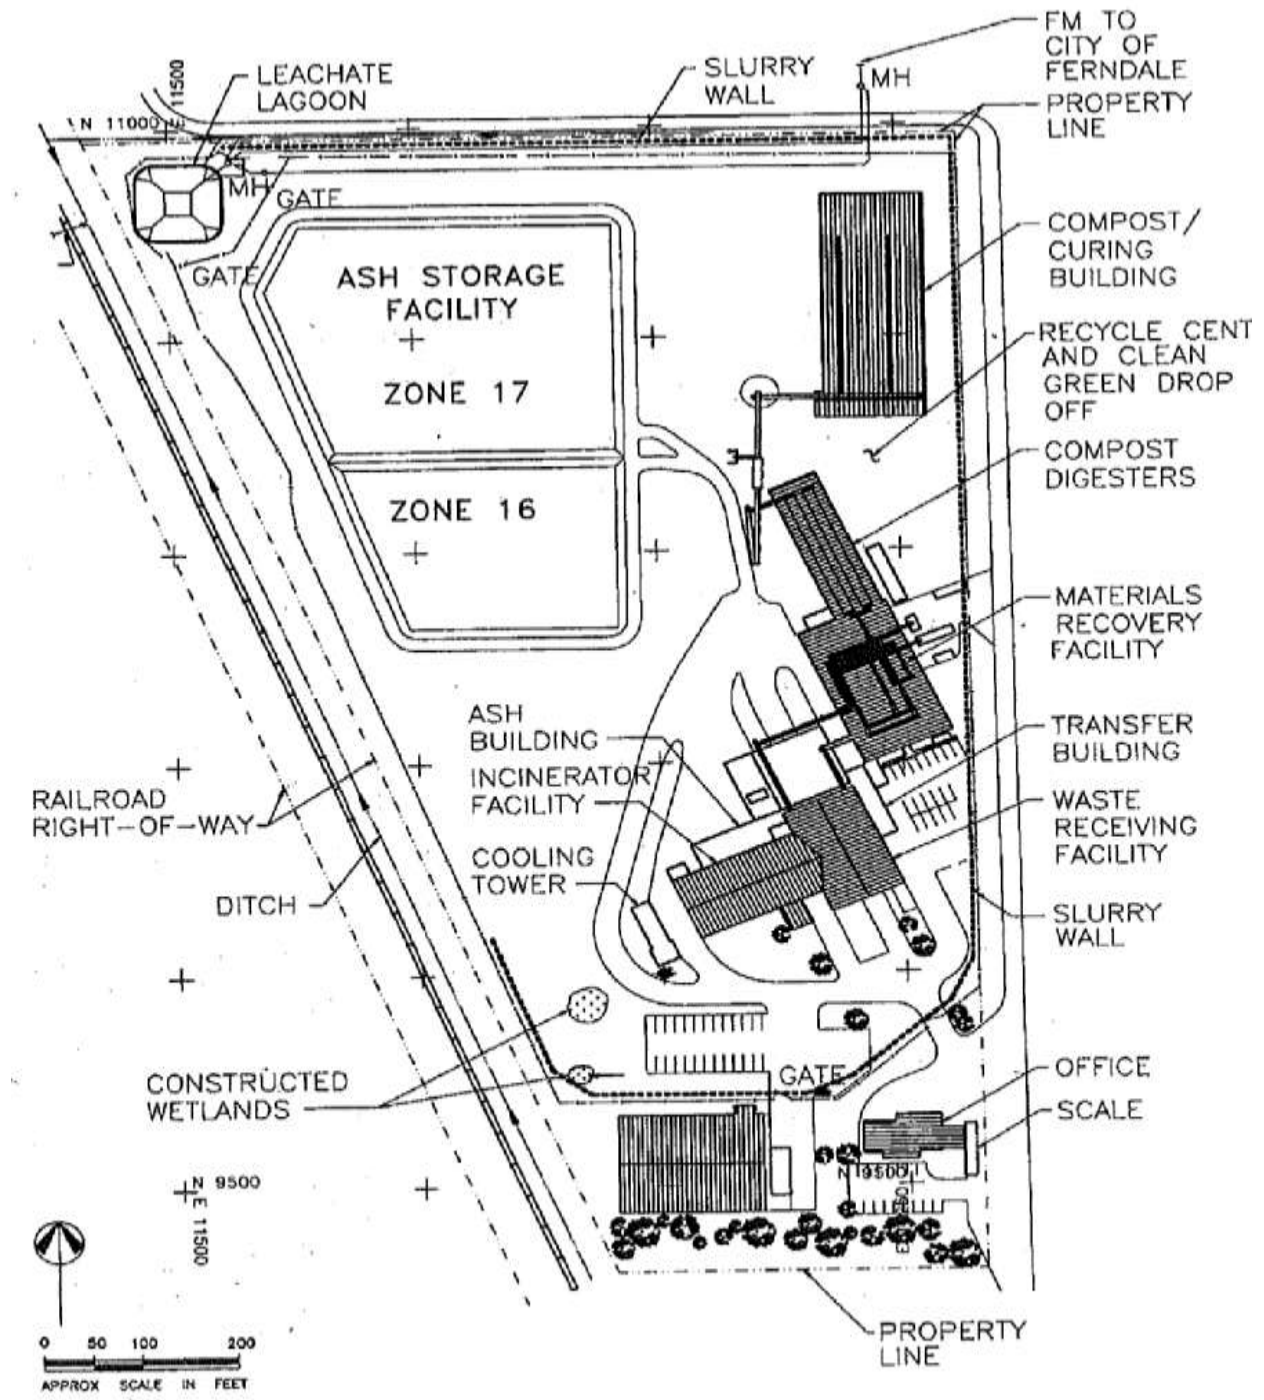 FM TO
CITY OF
FERNDALE
MH
SLURRY
WALL
LEACHATE
LAGOON
11500
N 11000
PROPERTY
LINE
MH
GATE
GATE
ASH STORAGE
FACILITY
ZONE 17
ZONE 16
COMPOST/
CURING
BUILDING
RECYCLE CENT
AND CLEAN
GREEN DROP
OFF
COMPOST
DIGESTERS
MATERIALS
RECOVERY
FACILITY
ASH
BUILDING
TRANSFER
BUILDING
INCINERATOR
FACILITY
RAILROAD
RIGHT-OF-WAY
WASTE
RECEIVING
FACILITY
COOLING
TOWER
DITCH
SLURRY
WALL
CONSTRUCTED
WETLANDS
GATE
OFFICE
SCALE
N 9500
E 11500
N 9500
PROPERTY
LINE
0 50 100 200
APPROX SCALE IN FEET